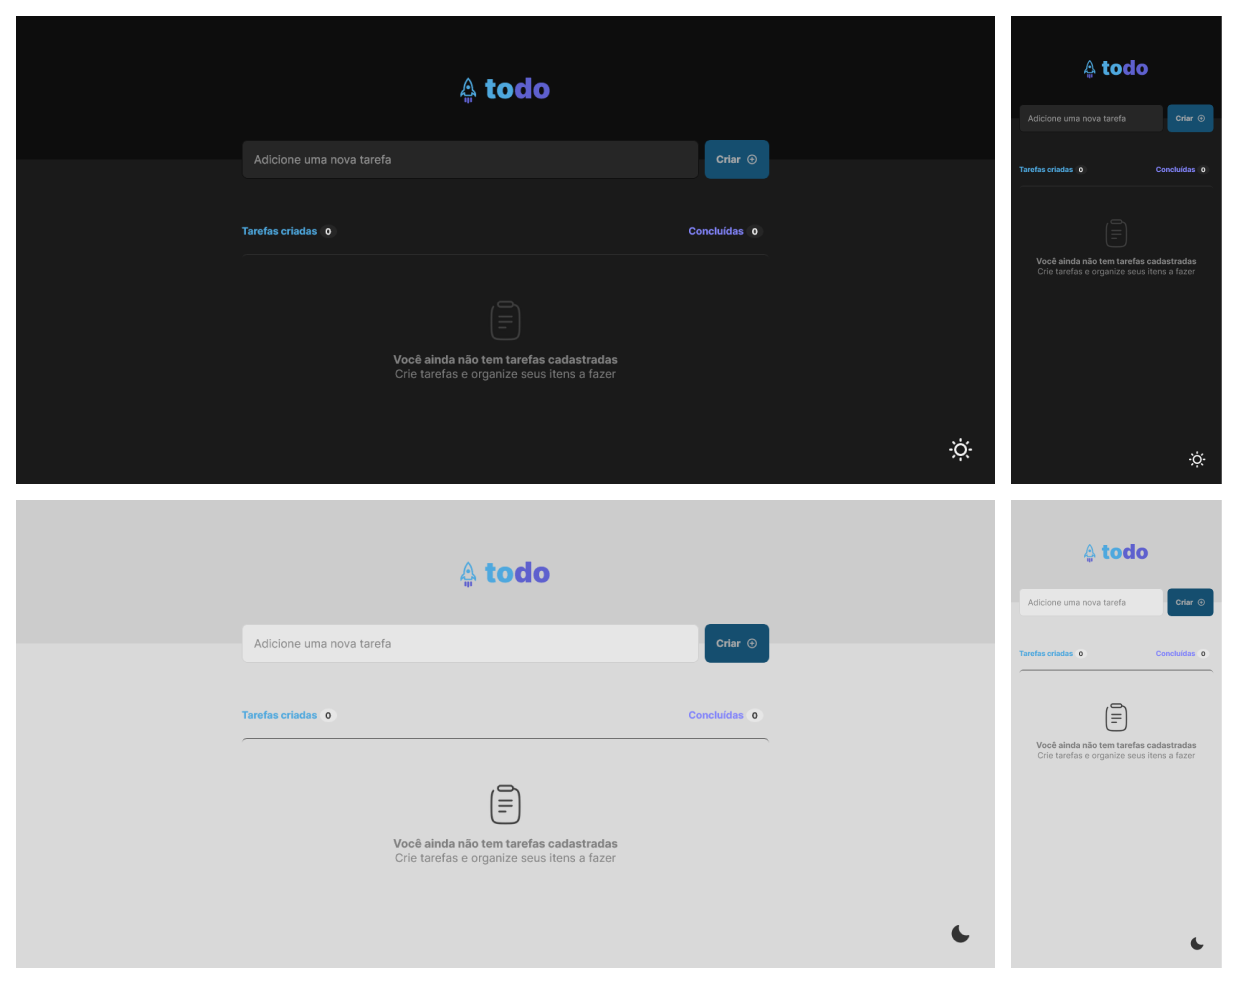 todo
Adicione uma nova tarefa
Criar
Tarefas criadas 0
Concluídas 0
Você ainda não tem tarefas cadastradas
Crie tarefas e organize seus itens a fazer
todo
Adicione uma nova tarefa
Criar
Tarefas criadas 0
Concluídas 0
Você ainda não tem tarefas cadastradas
Crie tarefas e organize seus itens a fazer
todo
Adicione uma nova tarefa
Criar
Tarefas criadas 0
Concluídas 0
Você ainda não tem tarefas cadastradas
Crie tarefas e organize seus itens a fazer
todo
Adicione uma nova tarefa
Criar
Tarefas criadas 0
Concluídas 0
Você ainda não tem tarefas cadastradas
Crie tarefas e organize seus itens a fazer